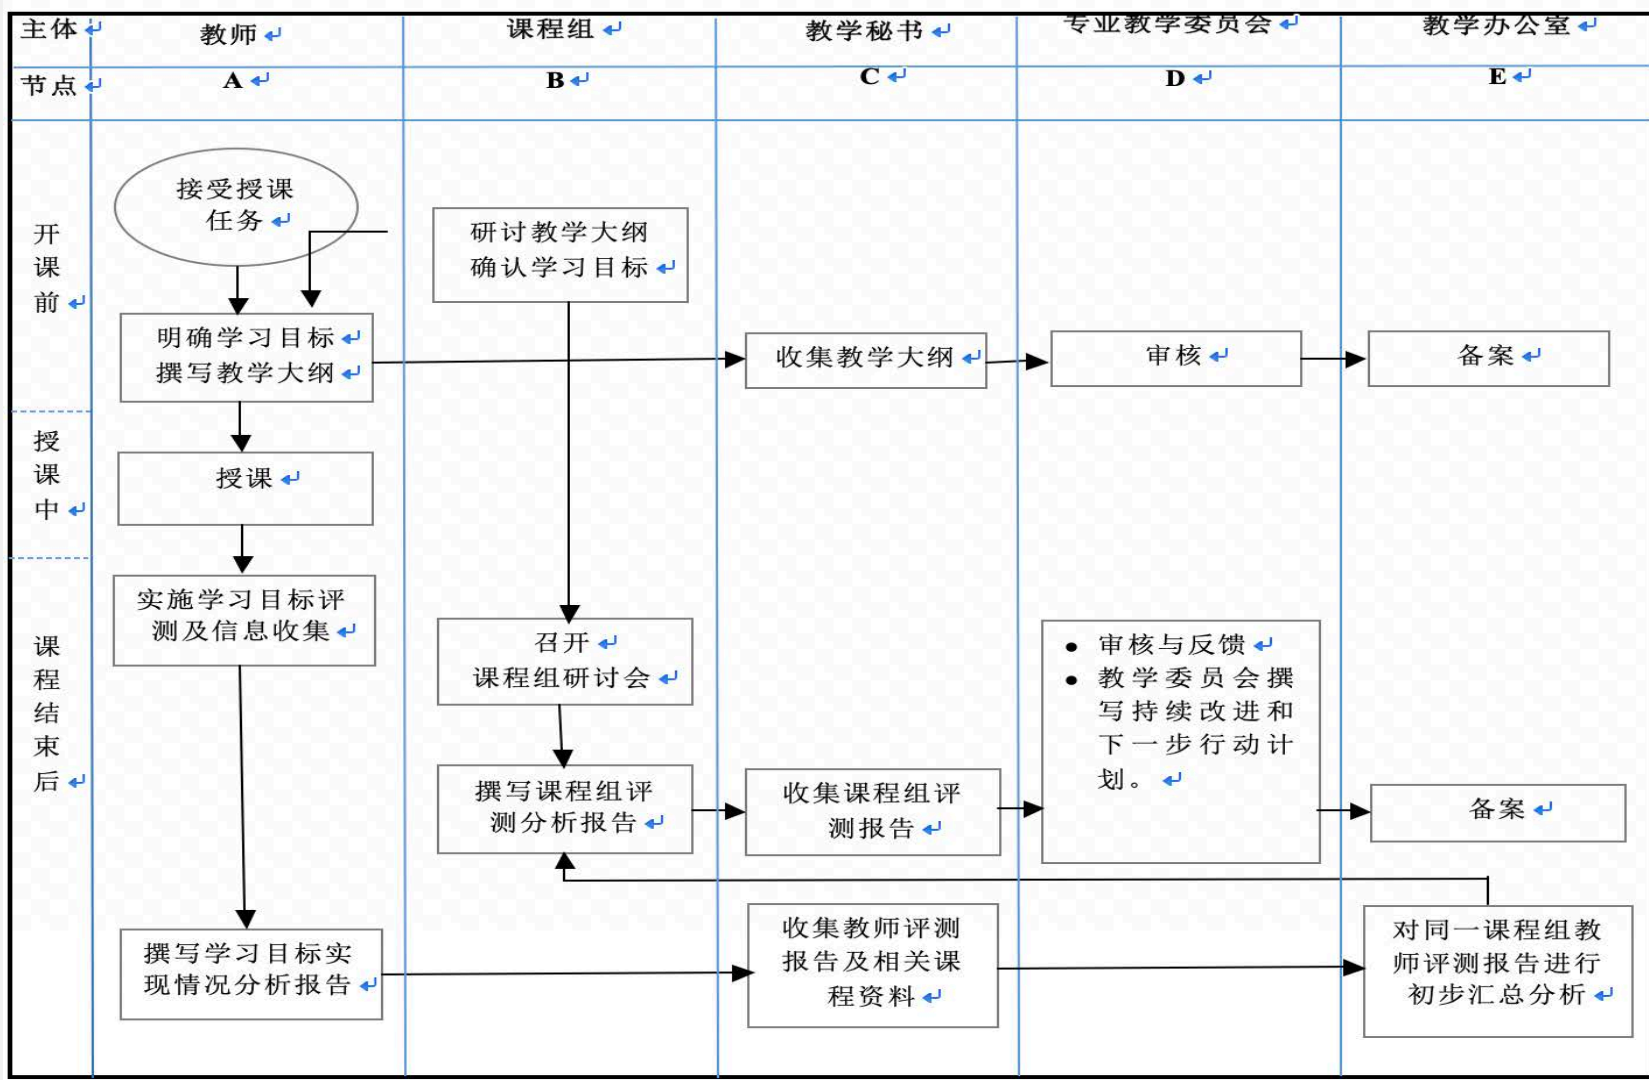 主体
教师
课程组
教学秘书
专业教学委员会
教学办公室
节点
A
B
C
D
E
开
课
前
接受授课
任务
研讨教学大纲
确认学习目标
明确学习目标
撰写教学大纲
收集教学大纲
审核
备案
授
课
中
授课
课
程
结
束
后
实施学习目标评
测及信息收集
召开
课程组研讨会
• 审核与反馈
• 教学委员会撰
写持续改进和
下一步行动计
划。
撰写课程组评
测分析报告
收集课程组评
测报告
备案
撰写学习目标实
现情况分析报告
收集教师评测
报告及相关课
程资料
对同一课程组教
师评测报告进行
初步汇总分析